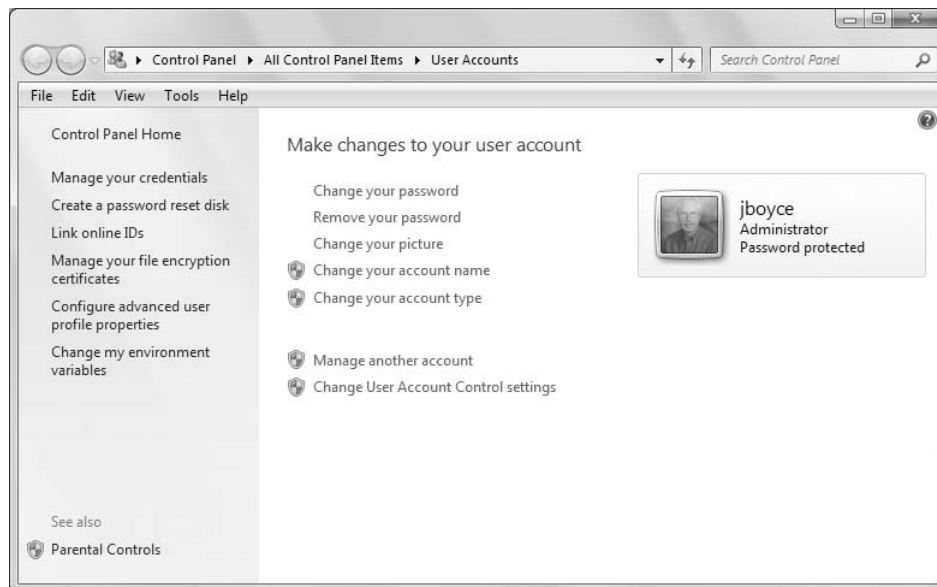 Control Panel ▸ All Control Panel Items ▸ User Accounts
Search Control Panel
File Edit View Tools Help
Control Panel Home
Manage your credentials
Create a password reset disk
Link online IDs
Manage your file encryption
certificates
Configure advanced user
profile properties
Change my environment
variables
See also
Parental Controls
Make changes to your user account
Change your password
Remove your password
Change your picture
Change your account name
Change your account type
Manage another account
Change User Account Control settings
jboyce
Administrator
Password protected